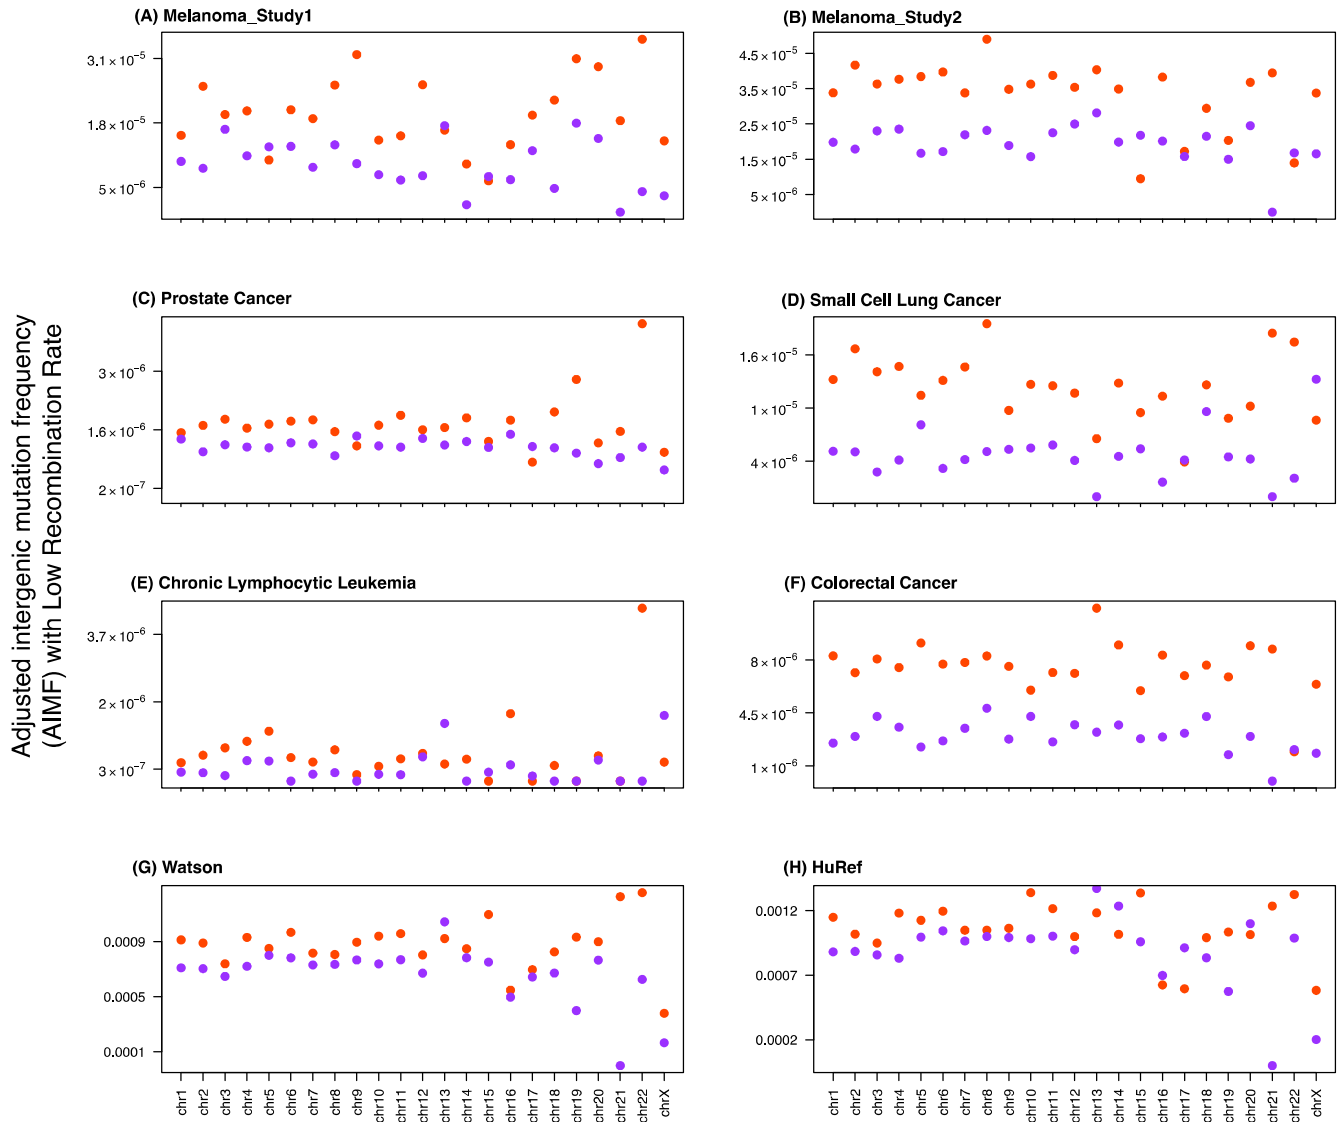 (A) Melanoma_Study1
3.1 × 10⁻⁵
1.8 × 10⁻⁵
5 × 10⁻⁶
(B) Melanoma_Study2
4.5 × 10⁻⁵
3.5 × 10⁻⁵
2.5 × 10⁻⁵
1.5 × 10⁻⁵
5 × 10⁻⁶
Adjusted intergenic mutation frequency
(AIMF) with Low Recombination Rate
(C) Prostate Cancer
3 × 10⁻⁶
1.6 × 10⁻⁶
2 × 10⁻⁷
(D) Small Cell Lung Cancer
1.6 × 10⁻⁵
1 × 10⁻⁵
4 × 10⁻⁶
(E) Chronic Lymphocytic Leukemia
3.7 × 10⁻⁶
2 × 10⁻⁶
3 × 10⁻⁷
(F) Colorectal Cancer
8 × 10⁻⁶
4.5 × 10⁻⁶
1 × 10⁻⁶
(G) Watson
0.0009
0.0005
0.0001
chr1
chr2
chr3
chr4
chr5
chr6
chr7
chr8
chr9
chr10
chr11
chr12
chr13
chr14
chr15
chr16
chr17
chr18
chr19
chr20
chr21
chr22
chrX
(H) HuRef
0.0012
0.0007
0.0002
chr1
chr2
chr3
chr4
chr5
chr6
chr7
chr8
chr9
chr10
chr11
chr12
chr13
chr14
chr15
chr16
chr17
chr18
chr19
chr20
chr21
chr22
chrX